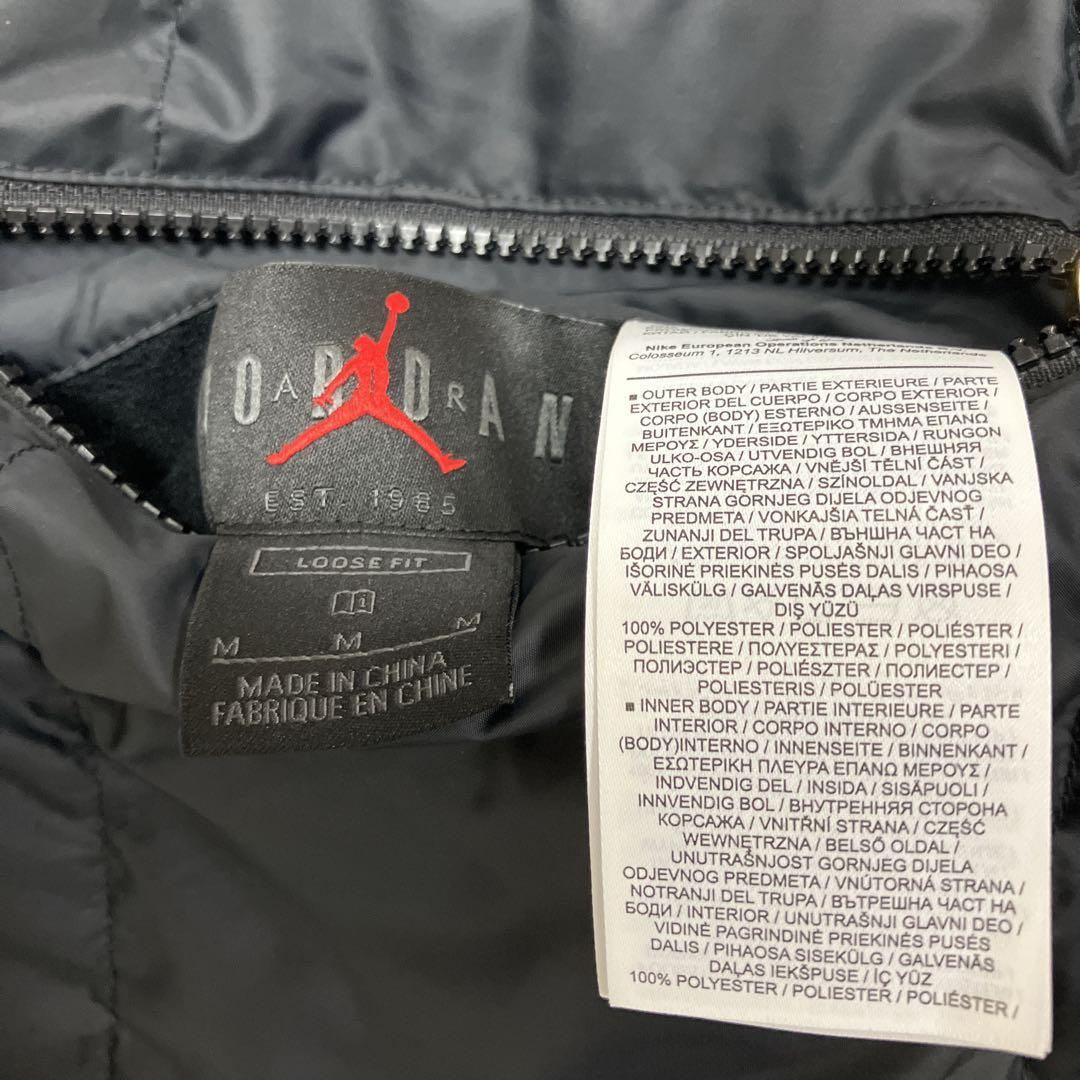 JORDAN
EST. 1985
LOOSE FIT
M M M
MADE IN CHINA
FABRIQUE EN CHINE
Nike European Operations Netherlands
Colosseum 1, 1213 NL Hilversum, The Netherlands
■ OUTER BODY / PARTIE EXTERIEURE / PARTE
EXTERIOR DEL CUERPO / CORPO EXTERIOR /
CORPO (BODY) ESTERNO / AUSSENSEITE /
BUITENKANT / ΕΞΩΤΕΡΙΚΟ ΤΜΗΜΑ ΕΠΑΝΩ
ΜΕΡΟΥΣ / YDERSIDE / YTTERSIDA / RUNGON
ULKO-OSA / UTVENDIG BOL / ВНЕШНЯЯ
ЧАСТЬ КОРСАЖА / VNĚJŠÍ TĚLNÍ ČÁST /
CZĘŚĆ ZEWNĘTRZNA / SZÍNOLDAL / VANJSKA
STRANA GORNJEG DIJELA ODJEVNOG
PREDMETA / VONKAJŠIA TELNÁ ČASŤ /
ZUNANJI DEL TRUPA / ВЪНШНА ЧАСТ НА
БОДИ / EXTERIOR / SPOLJAŠNJI GLAVNI DEO /
IŠORINĖ PRIEKINĖS PUSĖS DALIS / PIHAOSA
VÄLISKÜLG / GALVENĀS DAĻAS VIRSPUSE /
DIŞ YÜZÜ
100% POLYESTER / POLIESTER / POLIÉSTER /
POLIESTERE / ΠΟΛΥΕΣΤΕΡΑΣ / POLYESTERI /
ПОЛИЭСТЕР / POLIÉSZTER / ПОЛИЕСТЕР /
POLIESTERIS / POLÜESTER
■ INNER BODY / PARTIE INTERIEURE / PARTE
INTERIOR / CORPO INTERNO / CORPO
(BODY)INTERNO / INNENSEITE / BINNENKANT /
ΕΣΩΤΕΡΙΚΗ ΠΛΕΥΡΑ ΕΠΑΝΩ ΜΕΡΟΥΣ /
INDVENDIG DEL / INSIDA / SISÄPUOLI /
INNVENDIG BOL / ВНУТРЕННЯЯ СТОРОНА
КОРСАЖА / VNITŘNÍ STRANA / CZĘŚĆ
WEWNĘTRZNA / BELSŐ OLDAL /
UNUTRAŠNJOST GORNJEG DIJELA
ODJEVNOG PREDMETA / VNÚTORNÁ STRANA /
NOTRANJI DEL TRUPA / ВЪТРЕШНА ЧАСТ НА
БОДИ / INTERIOR / UNUTRAŠNJI GLAVNI DEO /
VIDINĖ PAGRINDINĖ PRIEKINĖS PUSĖS
DALIS / PIHAOSA SISEKÜLG / GALVENĀS
DAĻAS IEKŠPUSE / İÇ YÜZ
100% POLYESTER / POLIESTER / POLIÉSTER /